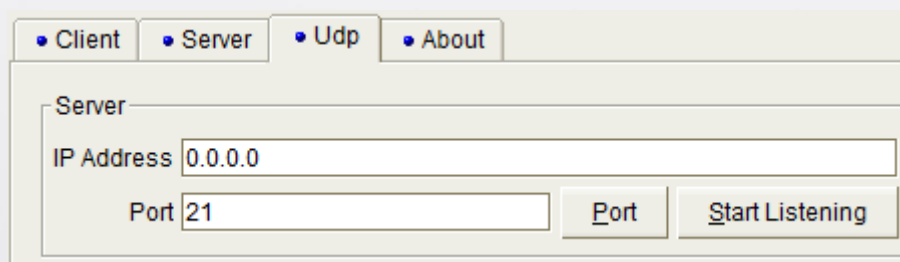 Client Server Udp About
Server
IP Address 0.0.0.0
Port 21 Port Start Listening